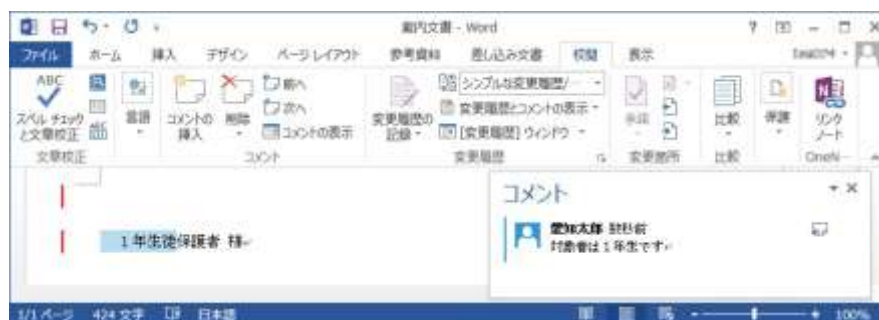 案内文書 - Word
ファイル ホーム 挿入 デザイン ページレイアウト 参考資料 差し込み文書 校閲 表示
ABC
スペル チェックと文章校正
言語
コメントの挿入
削除
前へ
次へ
コメントの表示
変更履歴の記録
シンプルな変更履歴/
変更履歴とコメントの表示
[変更履歴] ウィンドウ
承諾
比較
保護
リンクノート
文章校正 コメント 変更履歴 変更箇所 比較 OneN
コメント
愛知太郎 数秒前
対象者は1年生です
1年生徒保護者 様
1/1 ページ 424 文字 日本語 100%